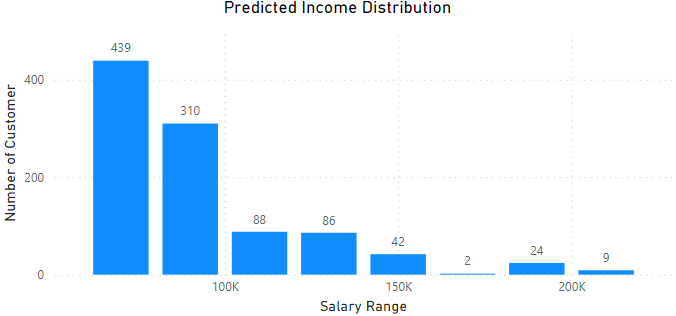 Predicted Income Distribution
Number of Customer
400
200
0
439
310
88
86
42
2
24
9
100K 150K 200K
Salary Range